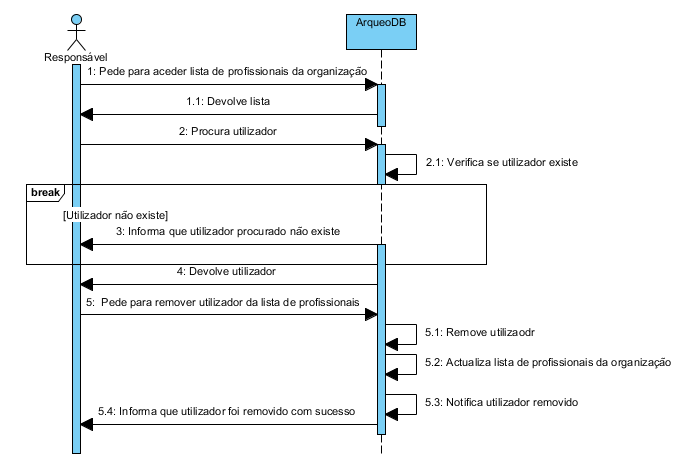 ArqueoDB
Responsável
1: Pede para aceder lista de profissionais da organização
1.1: Devolve lista
2: Procura utilizador
2.1: Verifica se utilizador existe
break
[Utilizador não existe]
3: Informa que utilizador procurado não existe
4: Devolve utilizador
5:  Pede para remover utilizador da lista de profissionais
5.1: Remove utilizaodr
5.2: Actualiza lista de profissionais da organização
5.3: Notifica utilizador removido
5.4: Informa que utilizador foi removido com sucesso